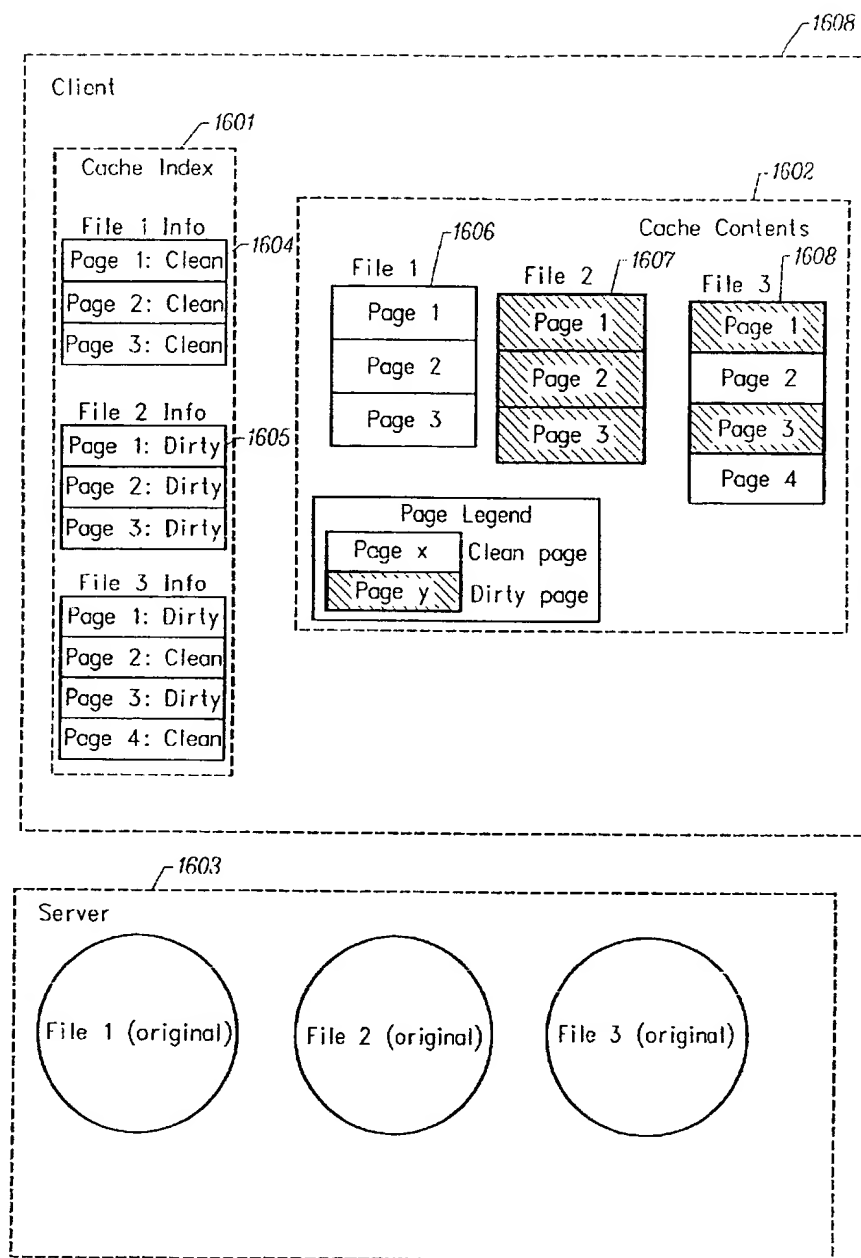 1608
Client
1601
Cache Index
File 1 Info
1604
Page 1: Clean
Page 2: Clean
Page 3: Clean
File 2 Info
1605
Page 1: Dirty
Page 2: Dirty
Page 3: Dirty
File 3 Info
Page 1: Dirty
Page 2: Clean
Page 3: Dirty
Page 4: Clean
1602
Cache Contents
1606
File 1
Page 1
Page 2
Page 3
1607
File 2
Page 1
Page 2
Page 3
1608
File 3
Page 1
Page 2
Page 3
Page 4
Page Legend
Page x Clean page
Page y Dirty page
1603
Server
File 1 (original)
File 2 (original)
File 3 (original)